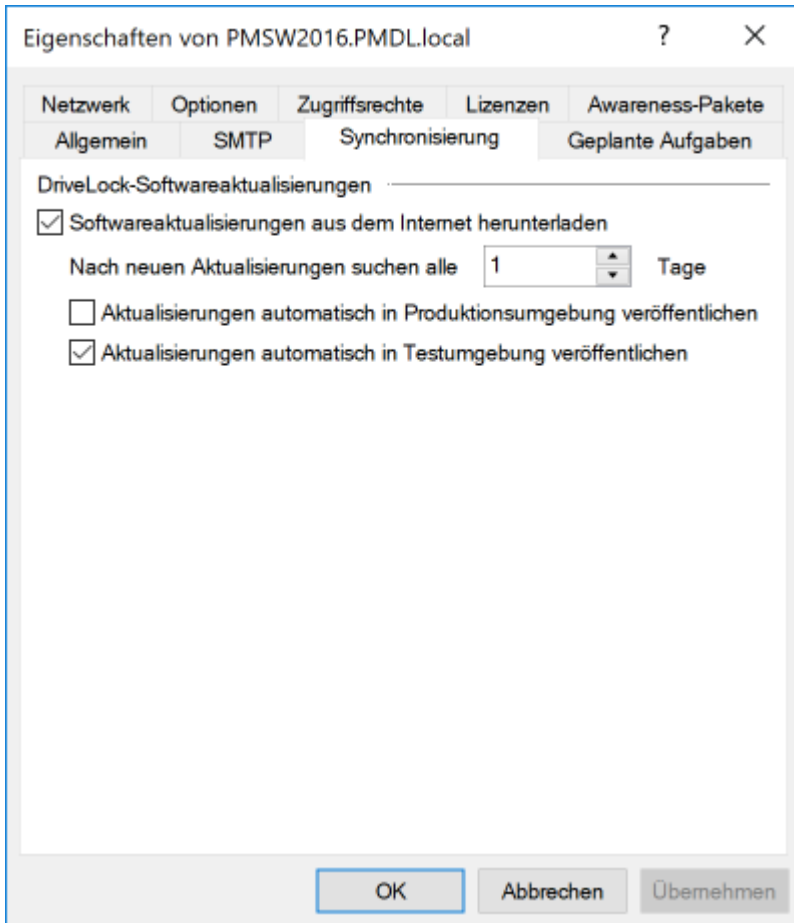 Eigenschaften von PMSW2016.PMDL.local ?
Netzwerk Optionen Zugriffsrechte Lizenzen Awareness-Pakete
Allgemein SMTP Synchronisierung Geplante Aufgaben
DriveLock-Softwareaktualisierungen
Softwareaktualisierungen aus dem Internet herunterladen
Nach neuen Aktualisierungen suchen alle 1 Tage
Aktualisierungen automatisch in Produktionsumgebung veröffentlichen
Aktualisierungen automatisch in Testumgebung veröffentlichen
OK Abbrechen Übernehmen